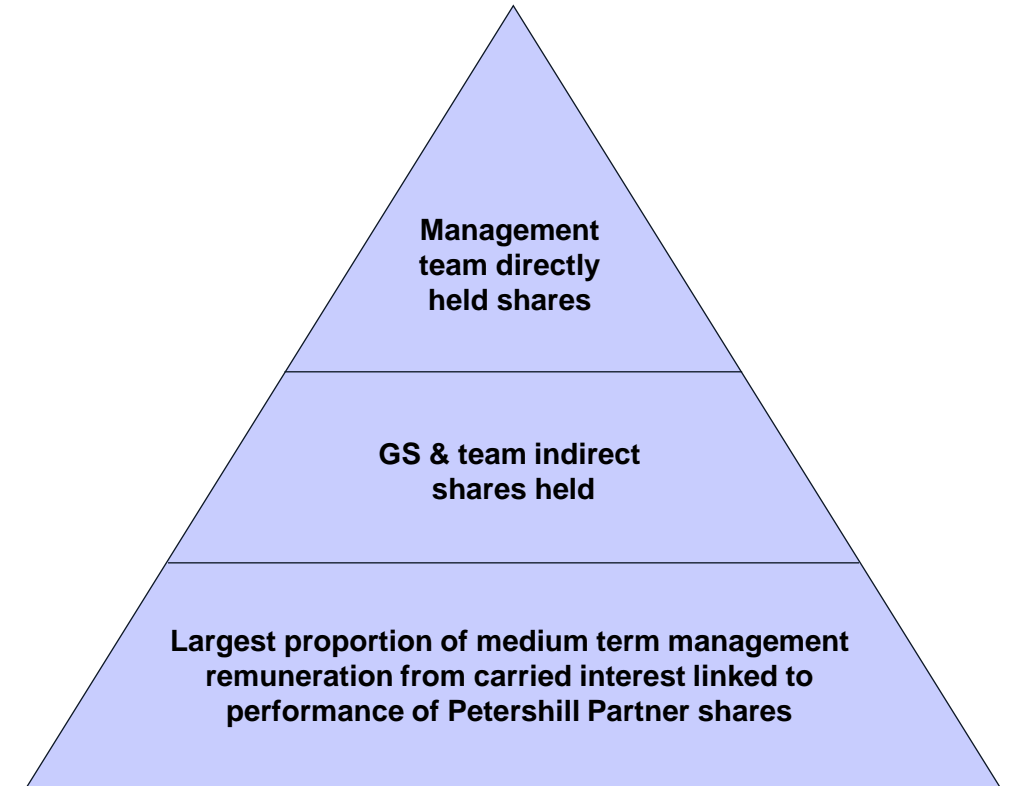 Management
team directly
held shares
GS & team indirect
shares held
Largest proportion of medium term management
remuneration from carried interest linked to
performance of Petershill Partner shares